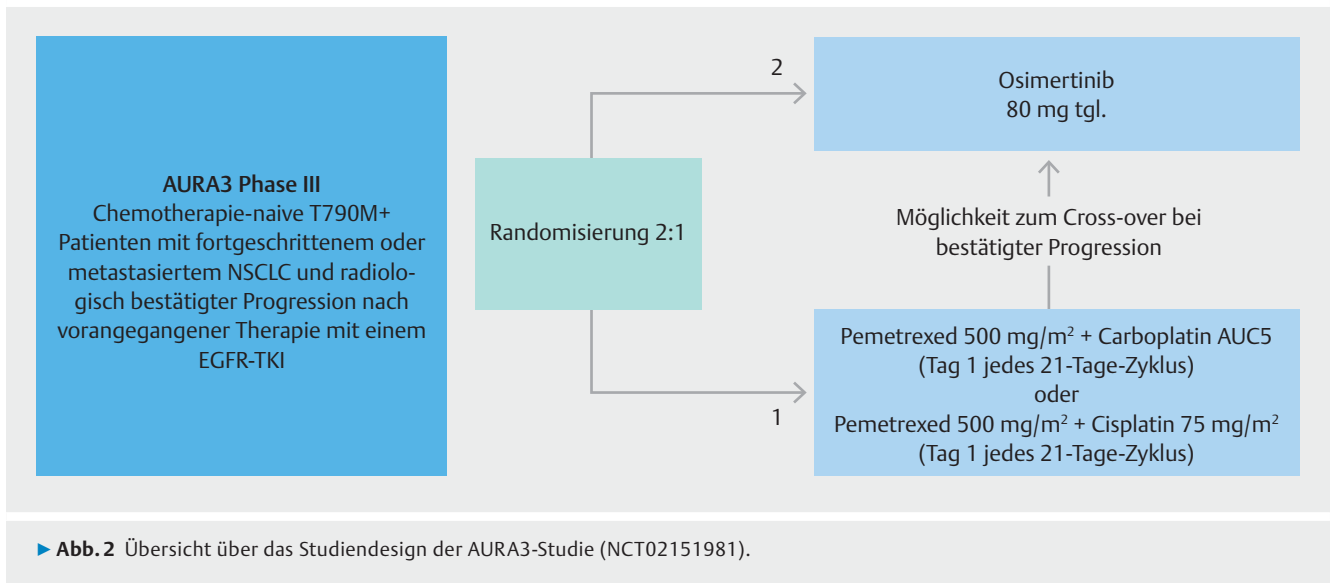 AURA3 Phase III
Chemotherapie-naive T790M+
Patienten mit fortgeschrittenem oder
metastasiertem NSCLC und radiolo-
gisch bestätigter Progression nach
vorangegangener Therapie mit einem
EGFR-TKI
Randomisierung 2:1
2
Osimertinib
80 mg tgl.
Möglichkeit zum Cross-over bei
bestätigter Progression
1
Pemetrexed 500 mg/m² + Carboplatin AUC5
(Tag 1 jedes 21-Tage-Zyklus)
oder
Pemetrexed 500 mg/m² + Cisplatin 75 mg/m²
(Tag 1 jedes 21-Tage-Zyklus)
▶ Abb. 2 Übersicht über das Studiendesign der AURA3-Studie (NCT02151981).